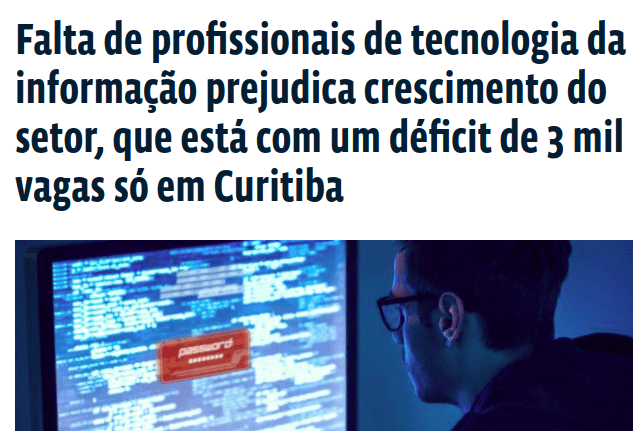 Falta de profissionais de tecnologia da
informação prejudica crescimento do
setor, que está com um déficit de 3 mil
vagas só em Curitiba
password